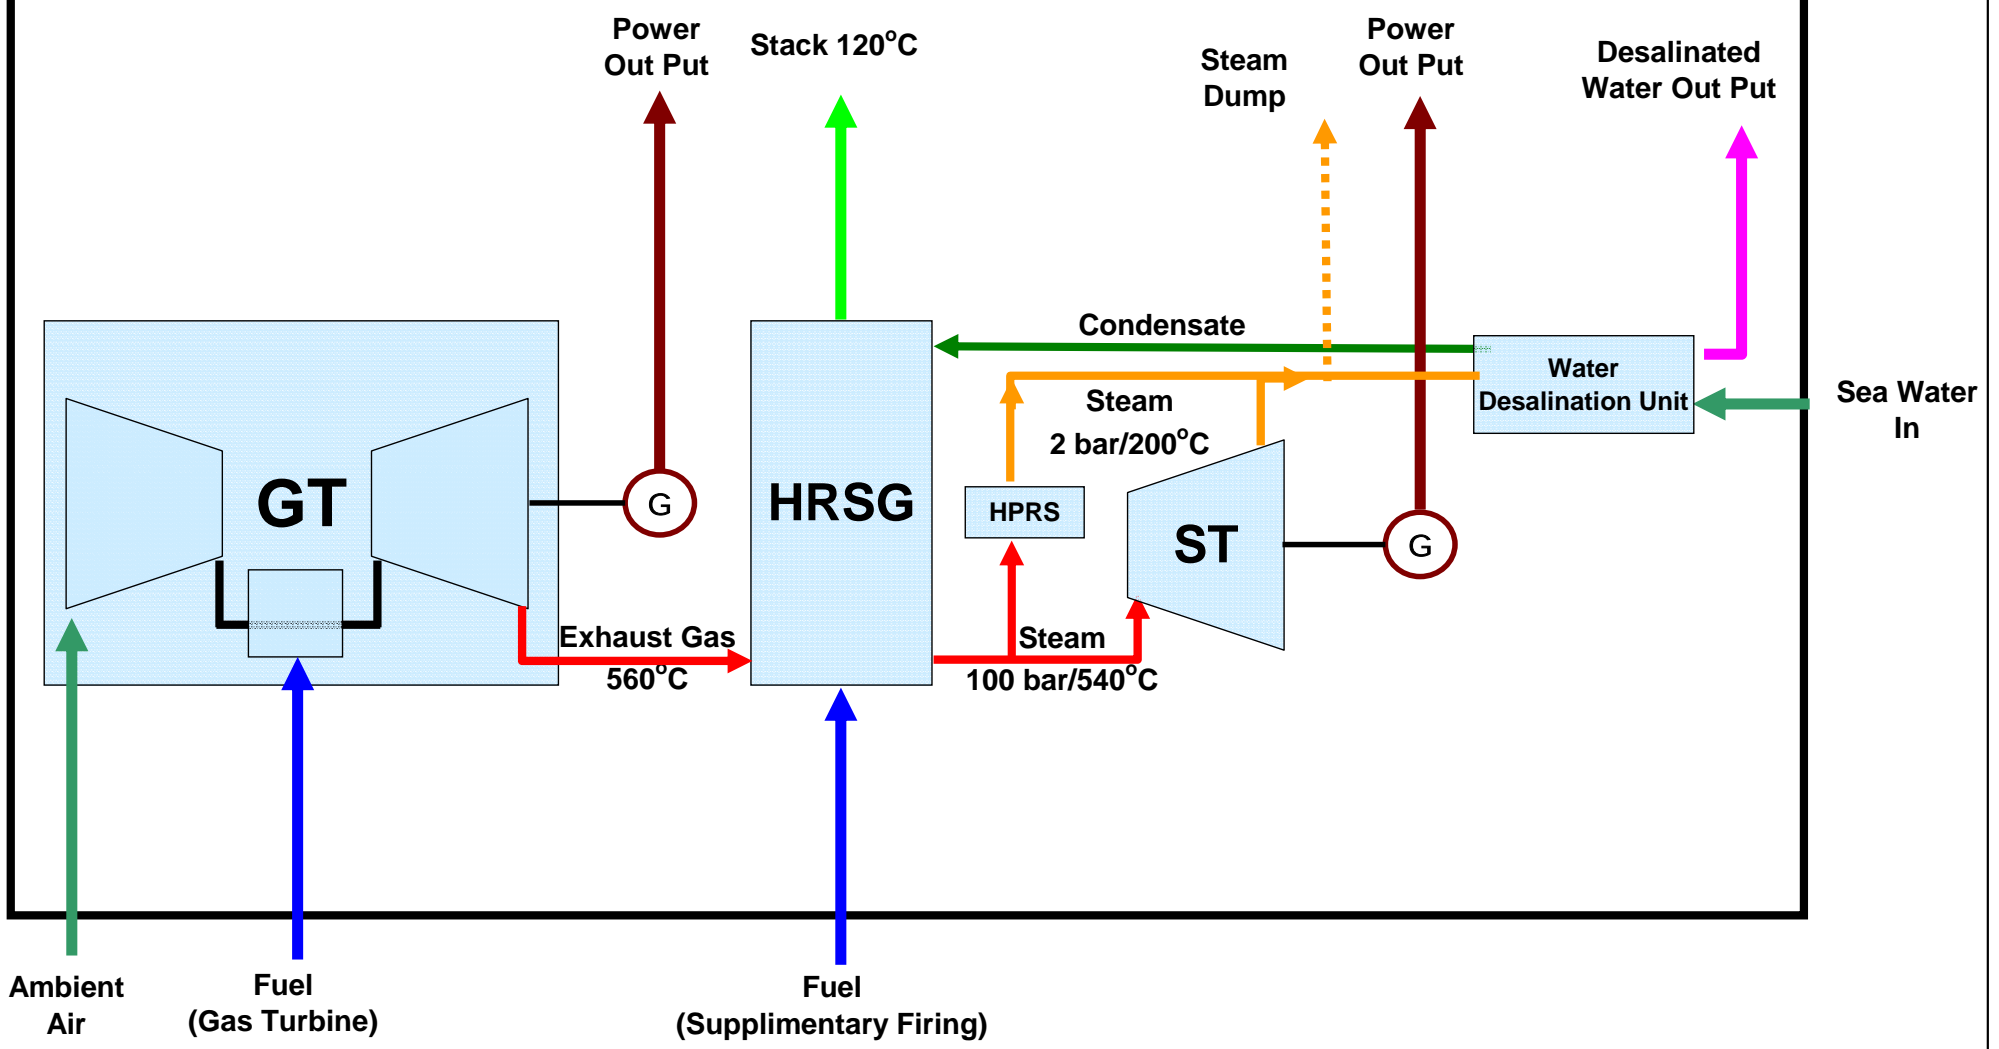 Power
Out Put
Stack 120°C
Steam
Dump
Power
Out Put
Desalinated
Water Out Put
Condensate
Water
Desalination Unit
Sea Water
In
Steam
2 bar/200°C
GT
G
HRSG
HPRS
ST
G
Exhaust Gas
560°C
Steam
100 bar/540°C
Ambient
Air
Fuel
(Gas Turbine)
Fuel
(Supplimentary Firing)